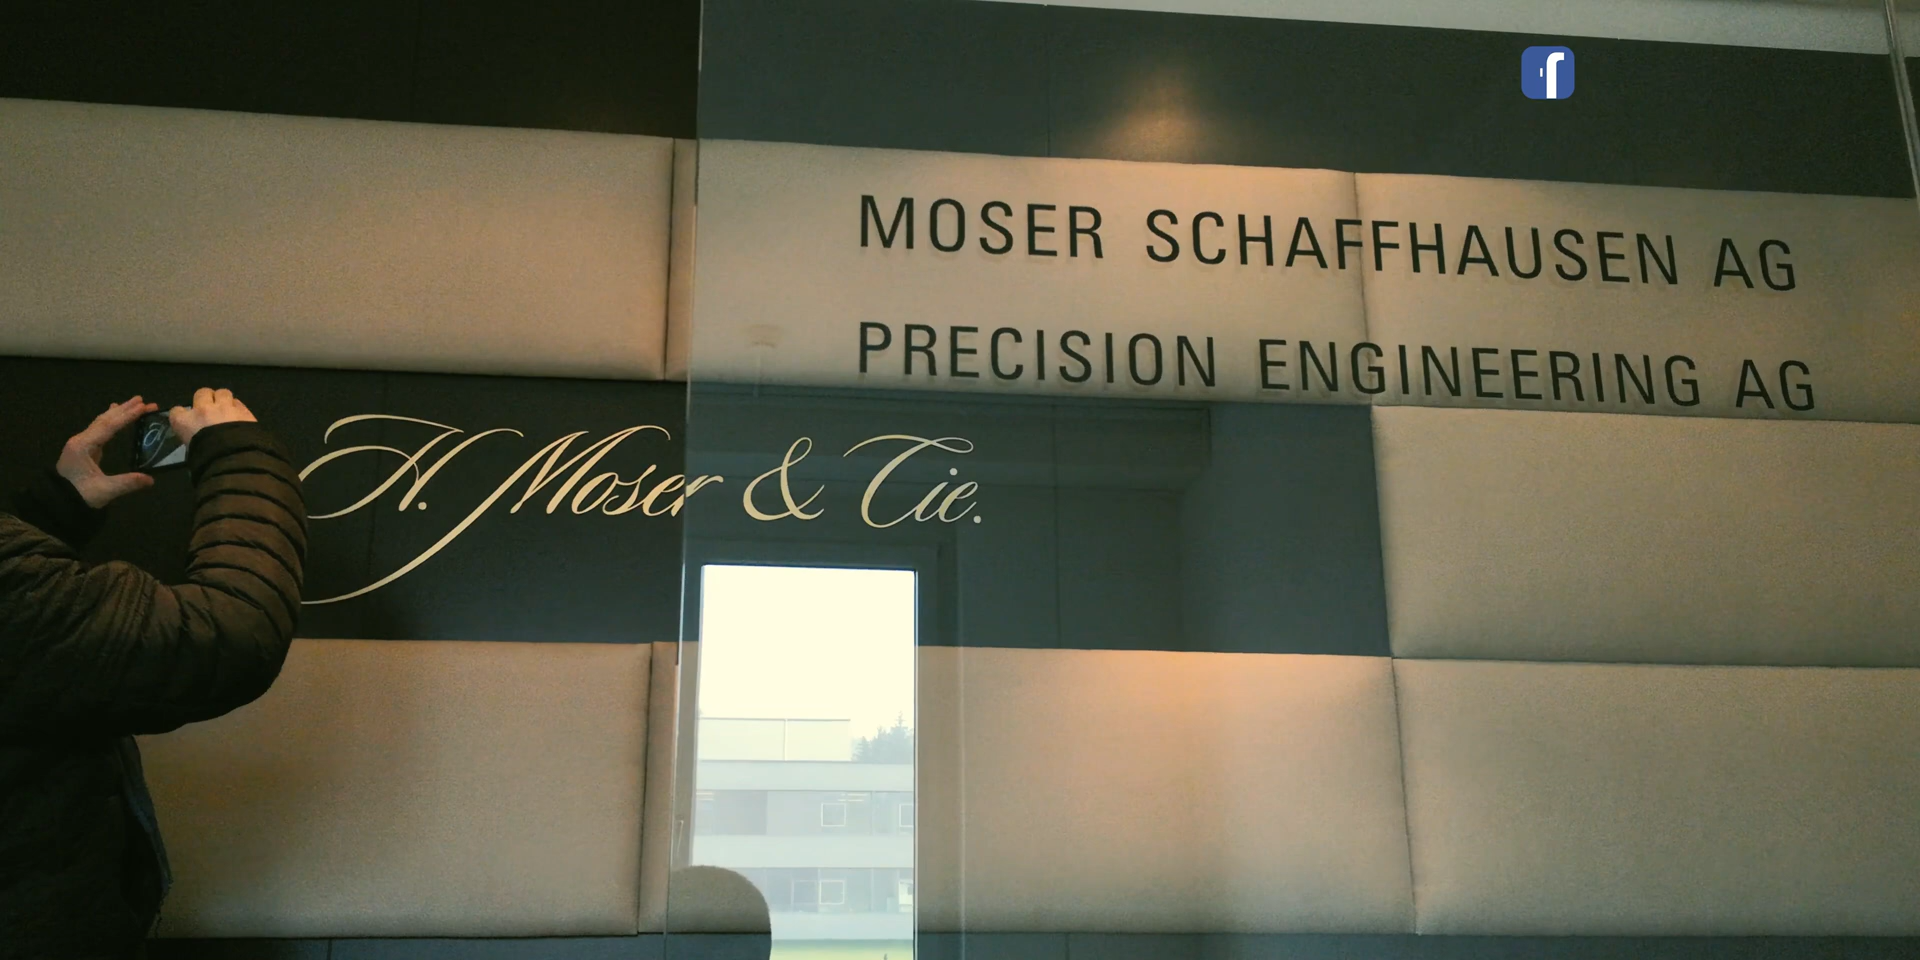 MOSER SCHAFFHAUSEN AG
PRECISION ENGINEERING AG
H. Moser & Cie.